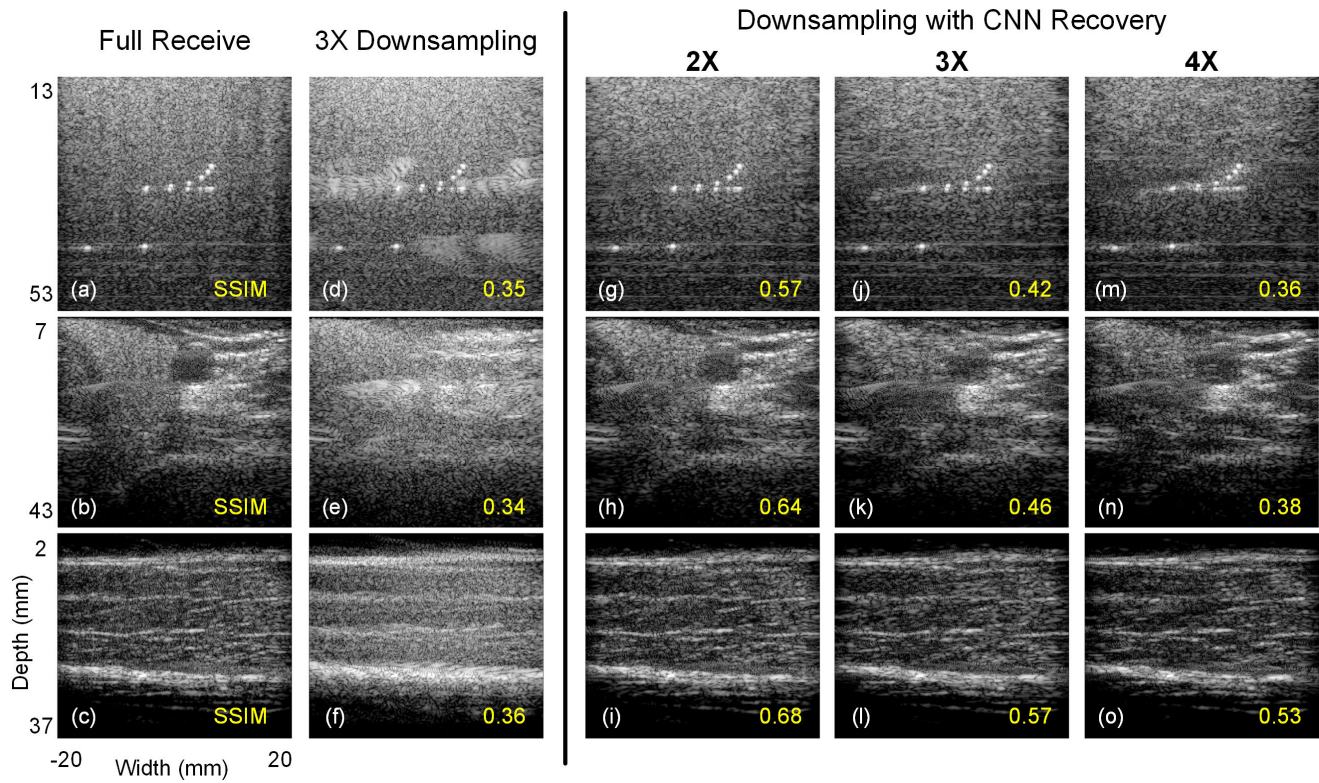 Downsampling with CNN Recovery
Full Receive 3X Downsampling 2X 3X 4X
13
(a) SSIM (d) 0.35 (g) 0.57 (j) 0.42 (m) 0.36
53
7
(b) SSIM (e) 0.34 (h) 0.64 (k) 0.46 (n) 0.38
43
2
Depth (mm)
(c) SSIM (f) 0.36 (i) 0.68 (l) 0.57 (o) 0.53
37
-20 Width (mm) 20